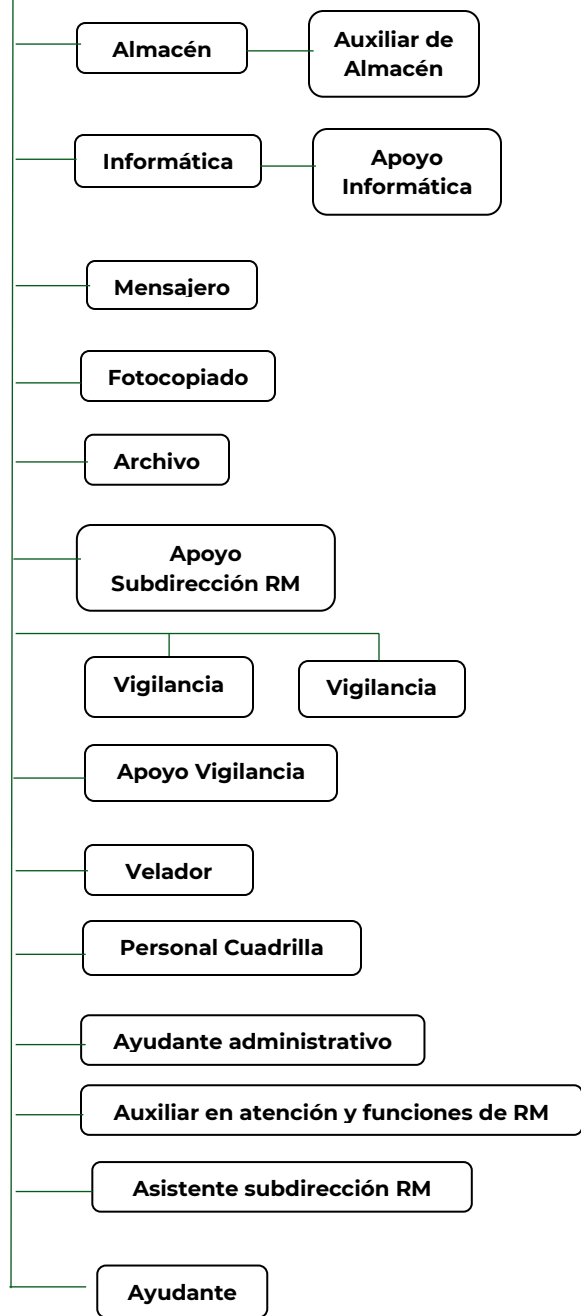 Almacén
Auxiliar de
Almacén
Informática
Apoyo
Informática
Mensajero
Fotocopiado
Archivo
Apoyo
Subdirección RM
Vigilancia
Vigilancia
Apoyo Vigilancia
Velador
Personal Cuadrilla
Ayudante administrativo
Auxiliar en atención y funciones de RM
Asistente subdirección RM
Ayudante